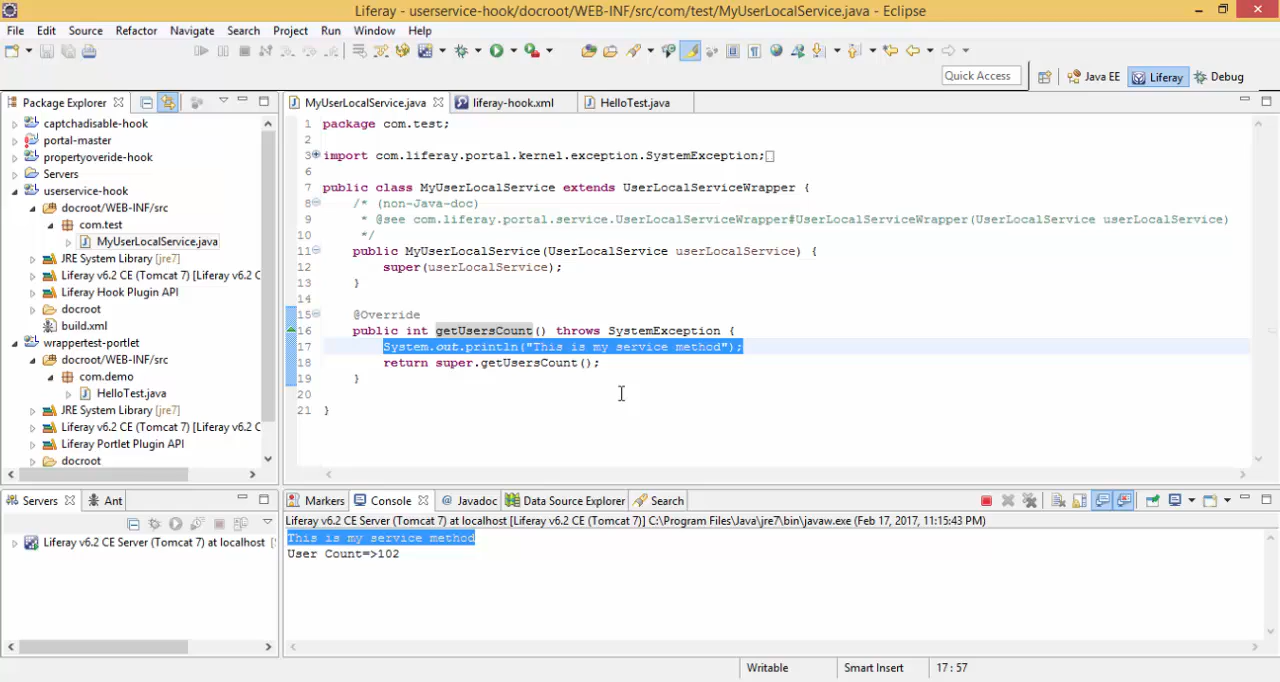 Liferay - userservice-hook/docroot/WEB-INF/src/com/test/MyUserLocalService.java - Eclipse
File Edit Source Refactor Navigate Search Project Run Window Help
Quick Access Java EE Liferay Debug
Package Explorer
captchadisable-hook
portal-master
propertyoveride-hook
Servers
userservice-hook
docroot/WEB-INF/src
com.test
MyUserLocalService.java
JRE System Library [jre7]
Liferay v6.2 CE (Tomcat 7) [Liferay v6.2 C
Liferay Hook Plugin API
docroot
build.xml
wrappertest-portlet
docroot/WEB-INF/src
com.demo
HelloTest.java
JRE System Library [jre7]
Liferay v6.2 CE (Tomcat 7) [Liferay v6.2 C
Liferay Portlet Plugin API
docroot
MyUserLocalService.java liferay-hook.xml HelloTest.java
1 package com.test;
2
3 import com.liferay.portal.kernel.exception.SystemException;
6
7 public class MyUserLocalService extends UserLocalServiceWrapper {
8 /* (non-Java-doc)
9 * @see com.liferay.portal.service.UserLocalServiceWrapper#UserLocalServiceWrapper(UserLocalService userLocalService)
10 */
11 public MyUserLocalService(UserLocalService userLocalService) {
12 super(userLocalService);
13 }
14
15 @Override
16 public int getUsersCount() throws SystemException {
17 System.out.println("This is my service method");
18 return super.getUsersCount();
19 }
20
21 }
Servers Ant
Liferay v6.2 CE Server (Tomcat 7) at localhost [
Markers Console Javadoc Data Source Explorer Search
Liferay v6.2 CE Server (Tomcat 7) at localhost [Liferay v6.2 CE (Tomcat 7)] C:\Program Files\Java\jre7\bin\javaw.exe (Feb 17, 2017, 11:15:43 PM)
This is my service method
User Count=>102
Writable Smart Insert 17 : 57